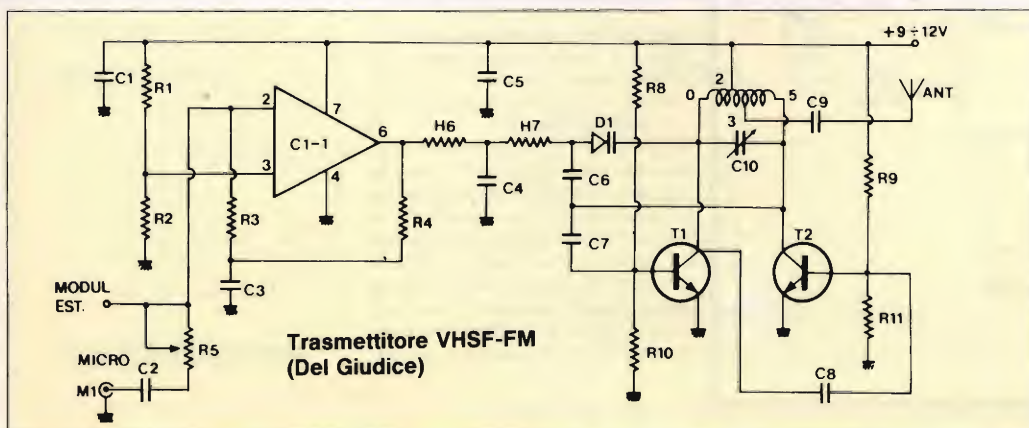 +9÷12V
C1
R1
C5
R8
0
2
5
C9
ANT
2
7
D1
3
C10
C1-1
6
H6
H7
3
4
C4
C6
R9
R2
R3
R4
C7
T1
T2
C3
MODUL
EST.
R5
MICRO
C2
M1
Trasmettitore VHSF-FM
(Del Giudice)
R10
R11
C8